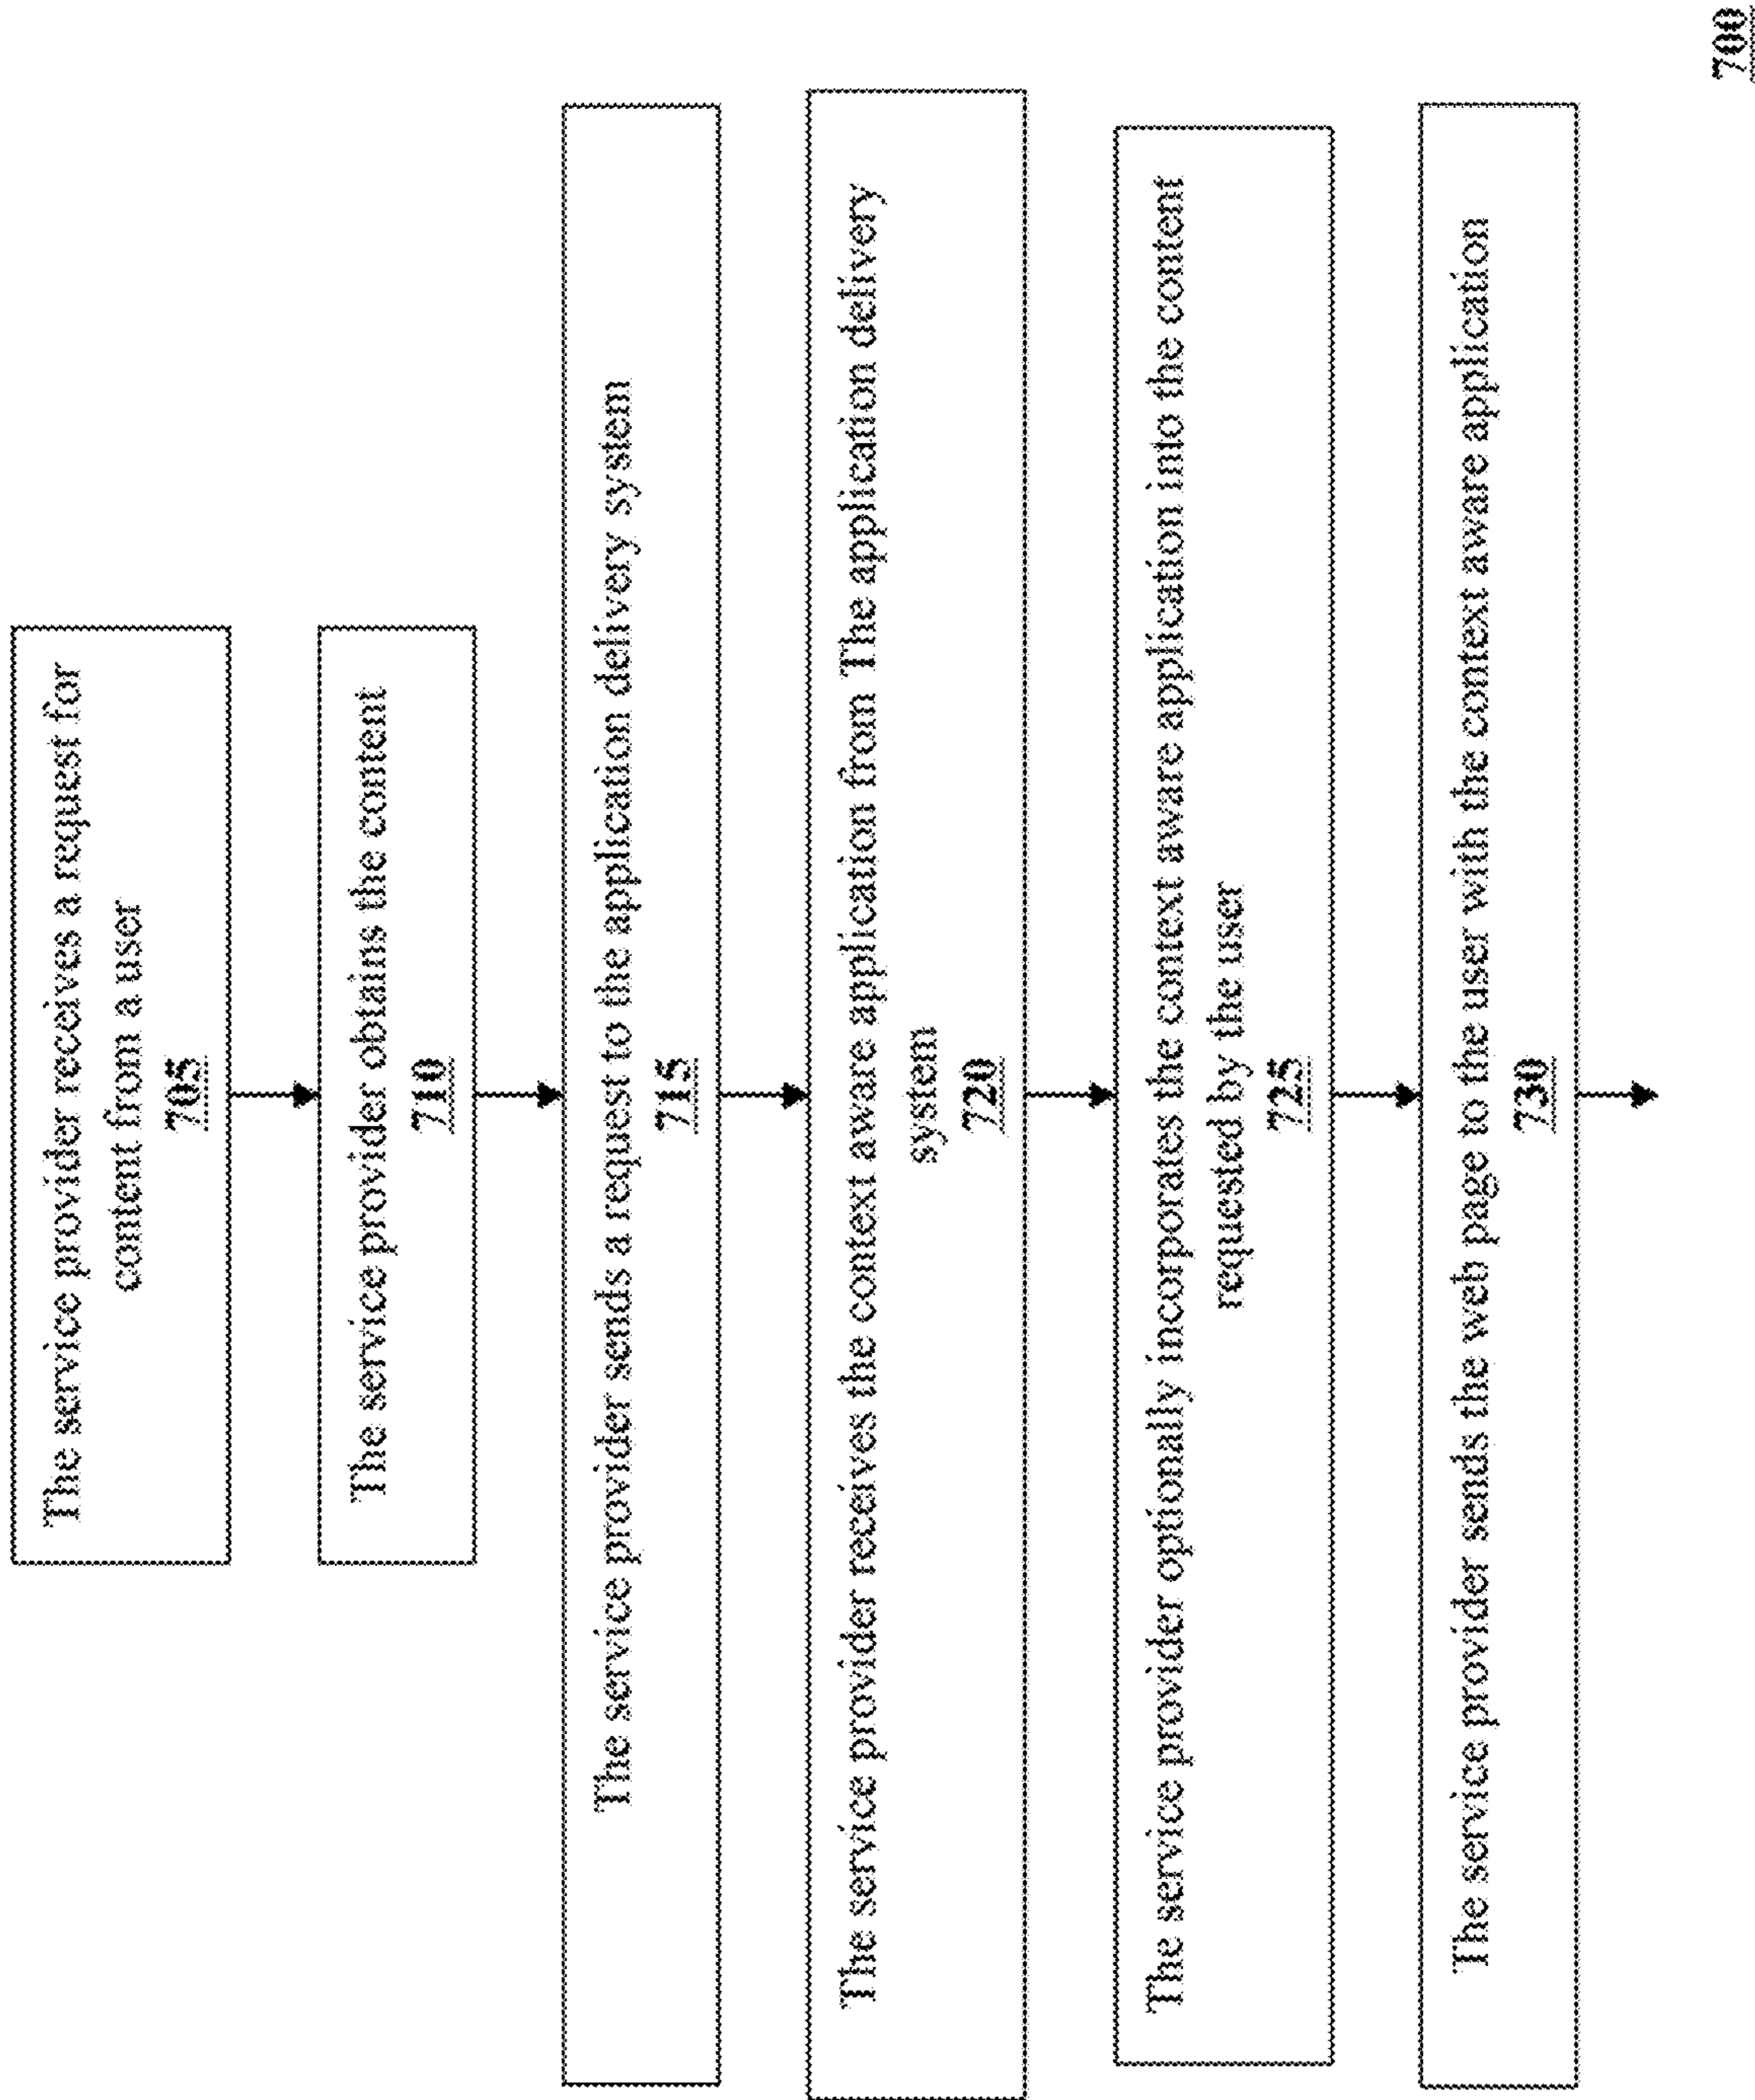 The service provider receives a request for
content from a user
705
The service provider obtains the content
710
The service provider sends a request to the application delivery system
715
The service provider receives the context aware application from The application delivery
system
720
The service provider optionally incorporates the context aware application into the content
requested by the user
725
The service provider sends the web page to the user with the context aware application
730
700